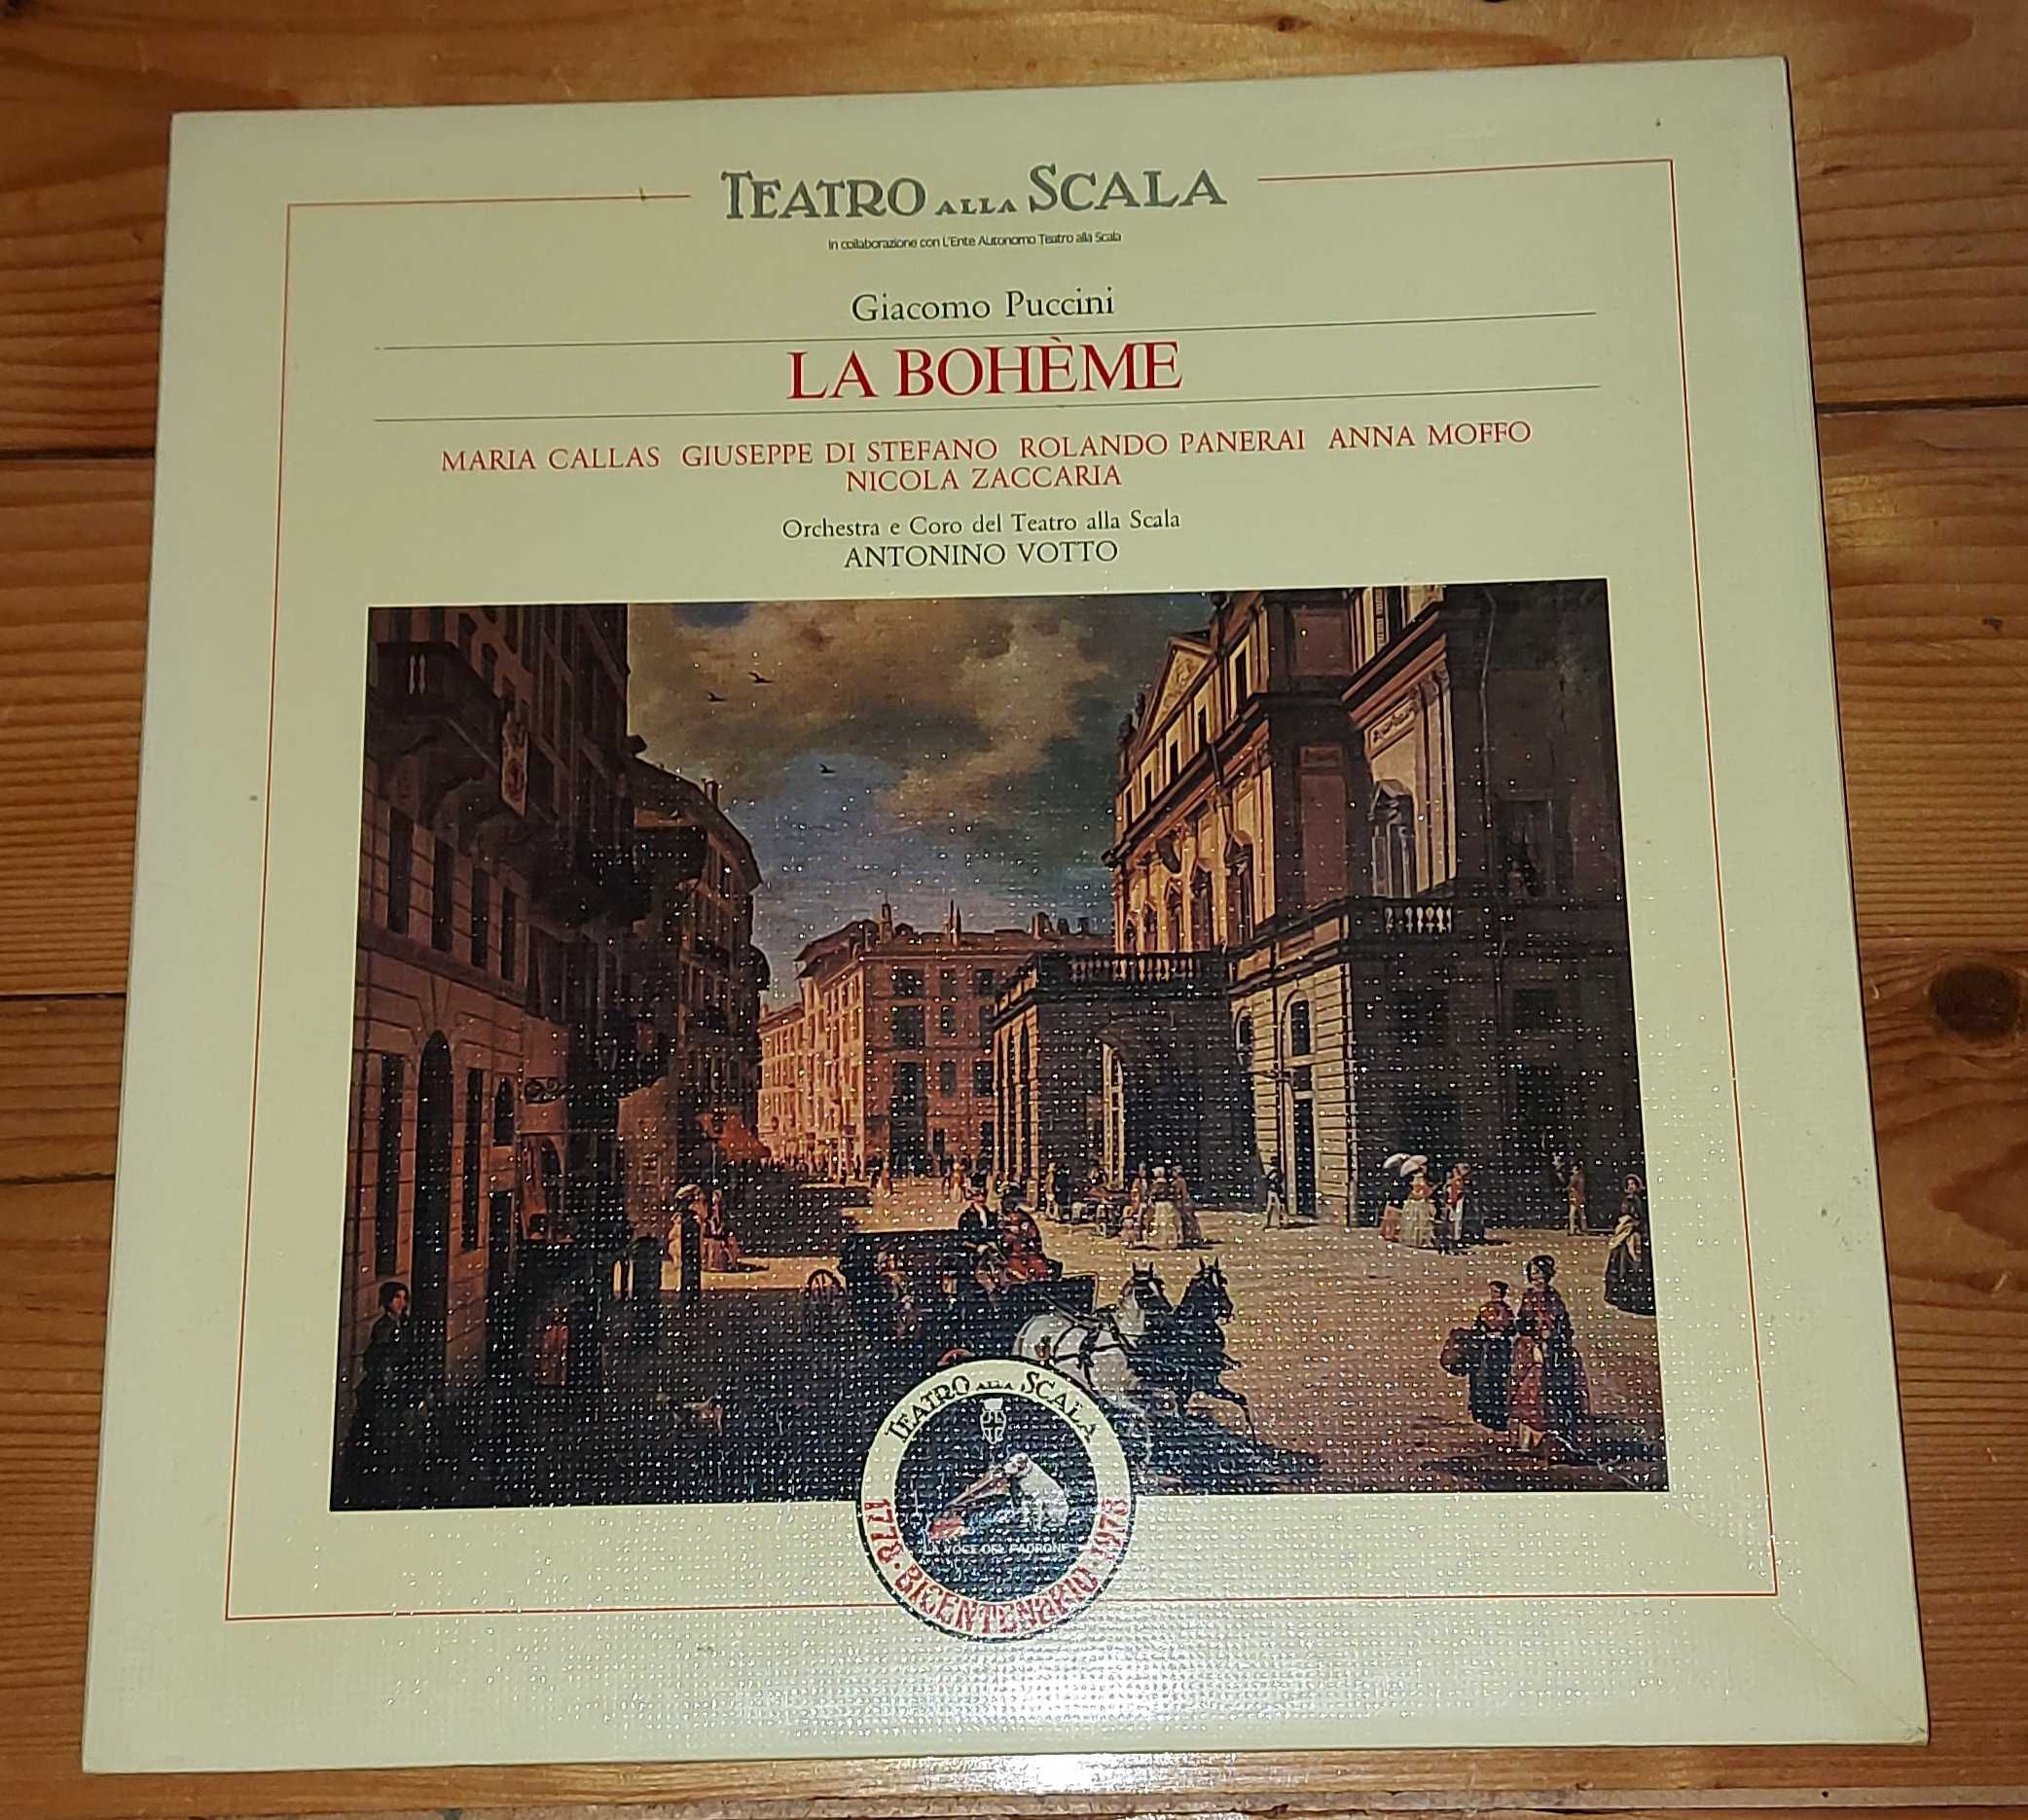 TEATRO ALLA SCALA
In collaborazione con L'Ente Autonomo Teatro alla Scala
Giacomo Puccini
LA BOHÈME
MARIA CALLAS GIUSEPPE DI STEFANO ROLANDO PANERAI ANNA MOFFO
NICOLA ZACCARIA
Orchestra e Coro del Teatro alla Scala
ANTONINO VOTTO
TEATRO ALLA SCALA
LA VOCE DEL PADRONE
1778·BICENTENARIO·1978